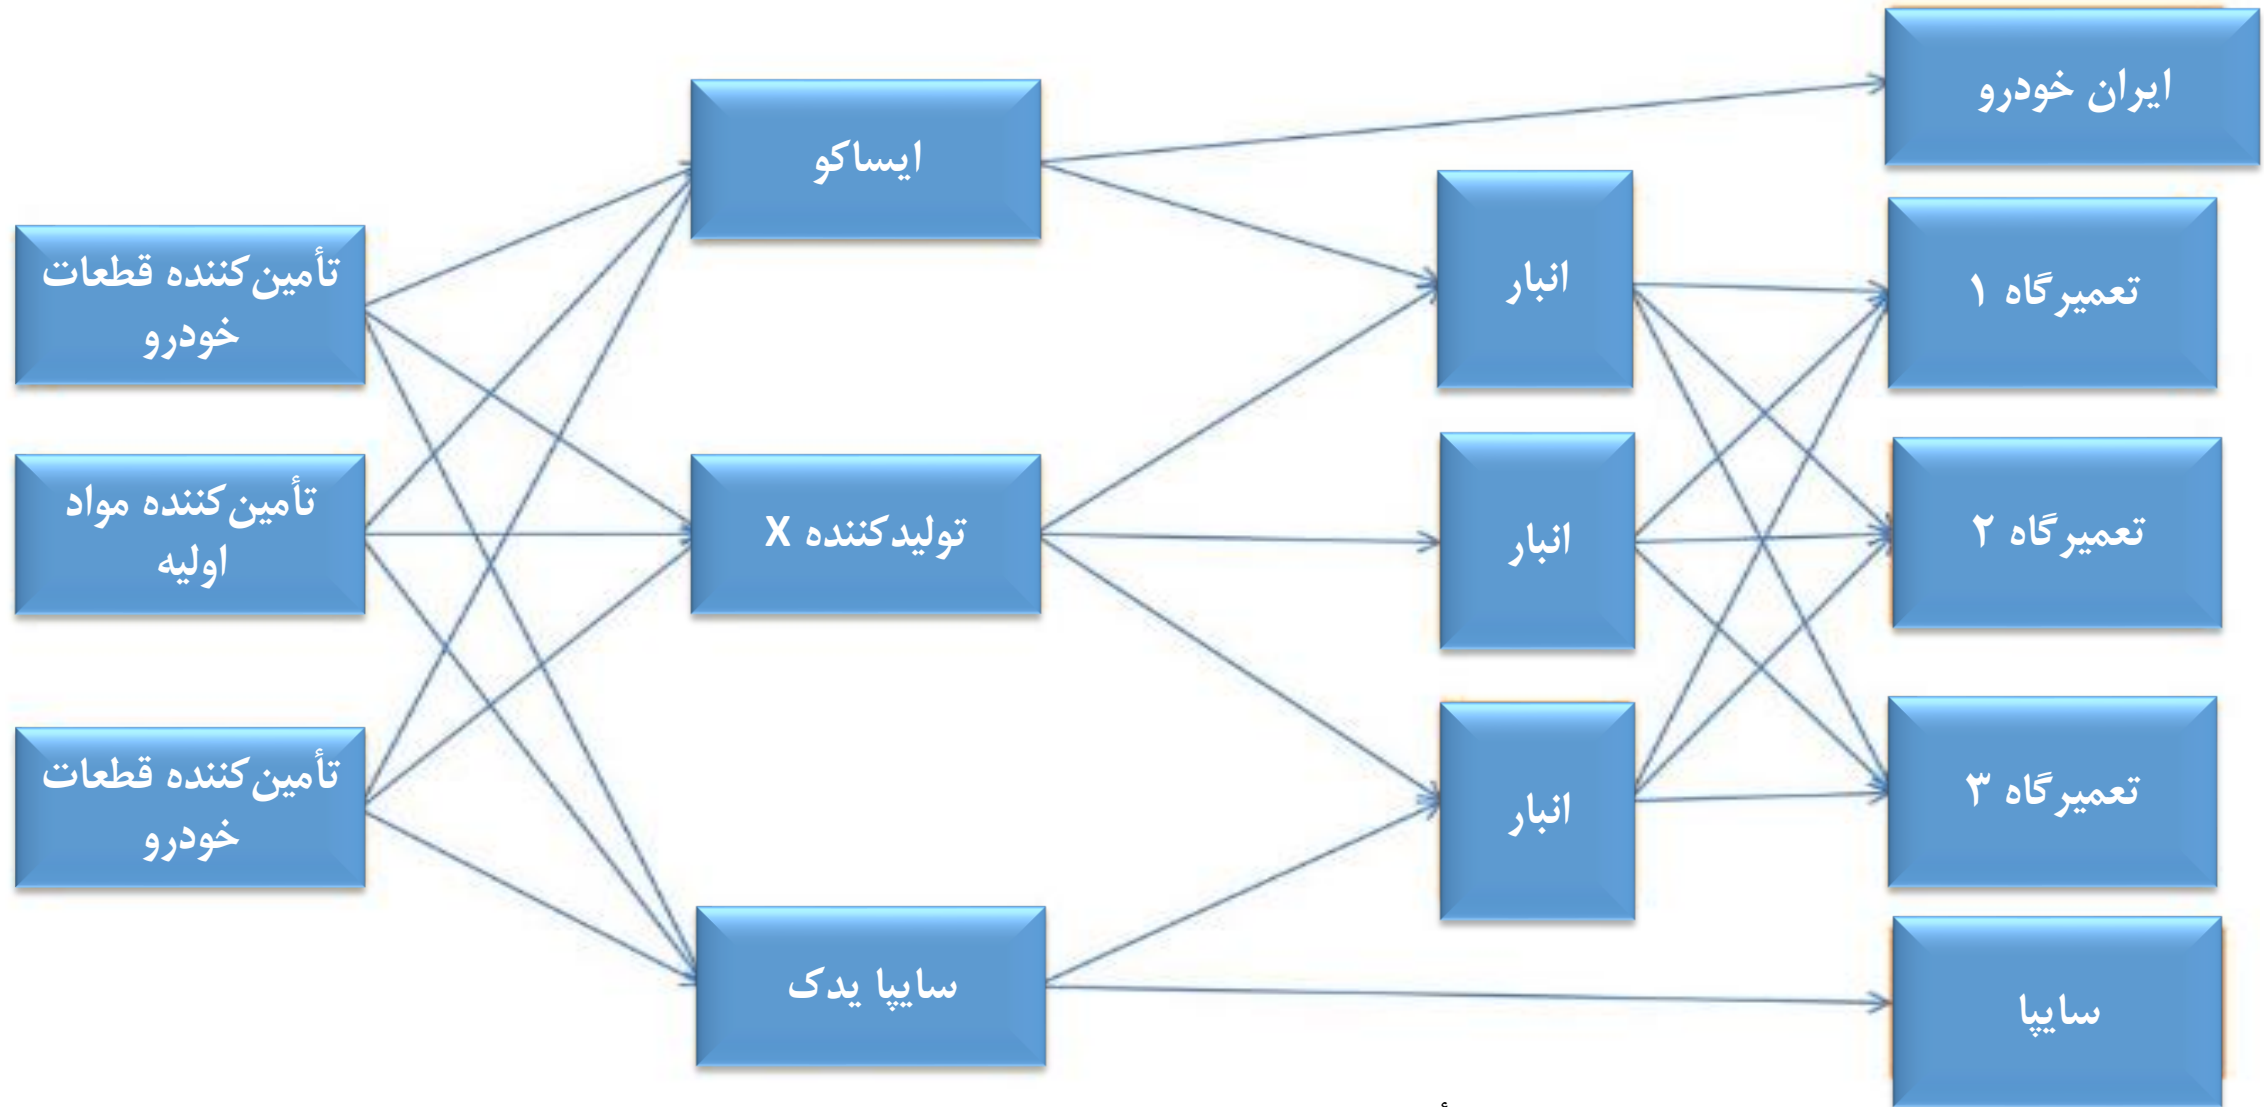 ایران خودرو
ایساکو
انبار
تعمیرگاه ۱
تأمین‌کننده قطعات
خودرو
تأمین‌کننده مواد
اولیه
تولیدکننده X
انبار
تعمیرگاه ۲
تأمین‌کننده قطعات
خودرو
انبار
تعمیرگاه ۳
سایپا یدک
سایپا